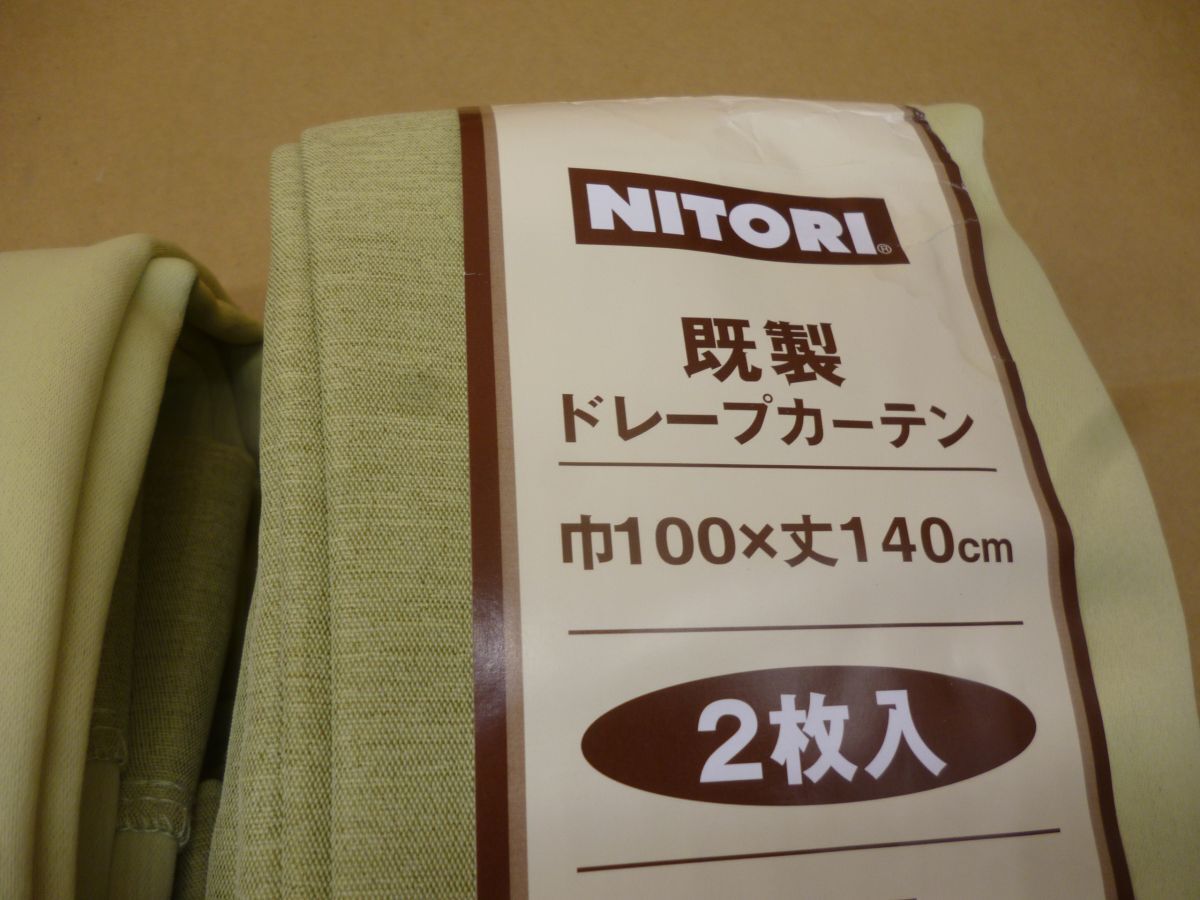 NITORI®
既製
ドレープカーテン
巾100×丈140cm
2枚入